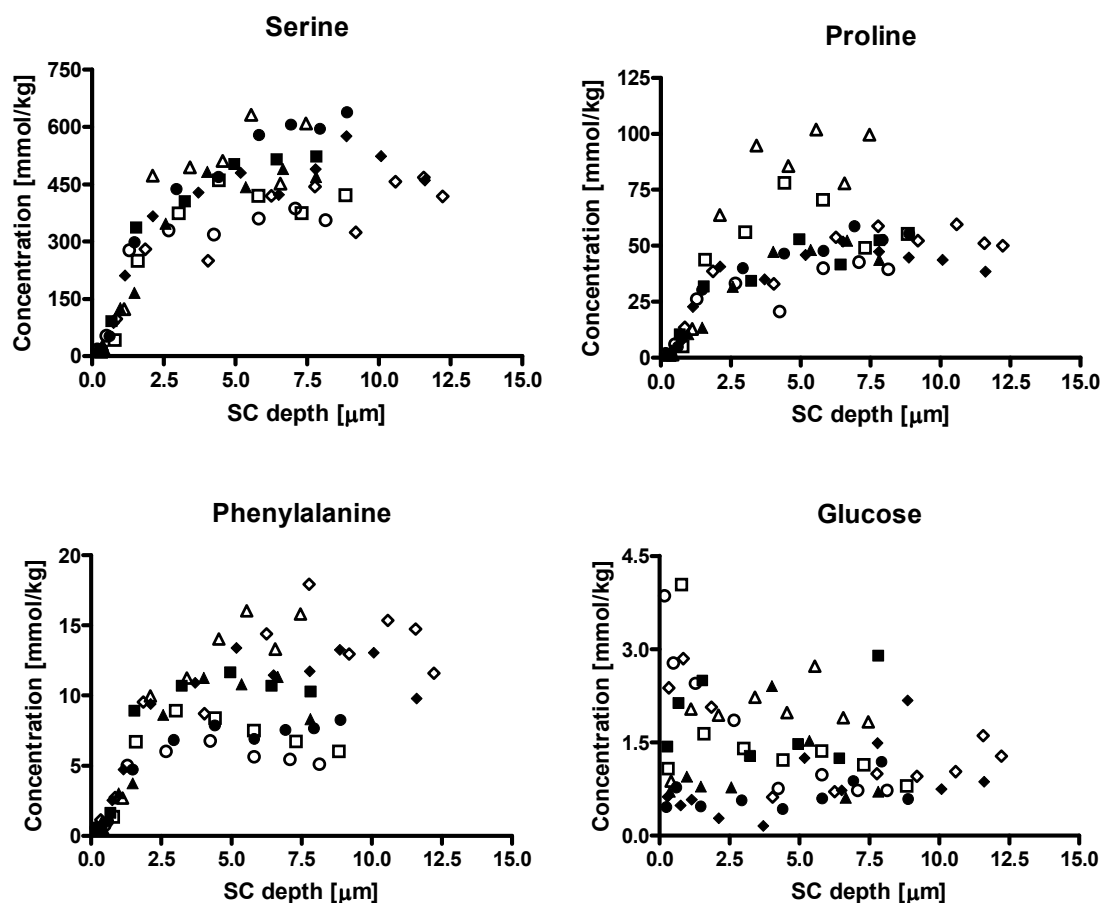 Serine
Concentration [mmol/kg]
750
600
450
300
150
0
0.0 2.5 5.0 7.5 10.0 12.5 15.0
SC depth [μm]
Proline
Concentration [mmol/kg]
125
100
75
50
25
0
0.0 2.5 5.0 7.5 10.0 12.5 15.0
SC depth [μm]
Phenylalanine
Concentration [mmol/kg]
20
15
10
5
0
0.0 2.5 5.0 7.5 10.0 12.5 15.0
SC depth [μm]
Glucose
Concentration [mmol/kg]
4.5
3.0
1.5
0.0
0.0 2.5 5.0 7.5 10.0 12.5 15.0
SC depth [μm]